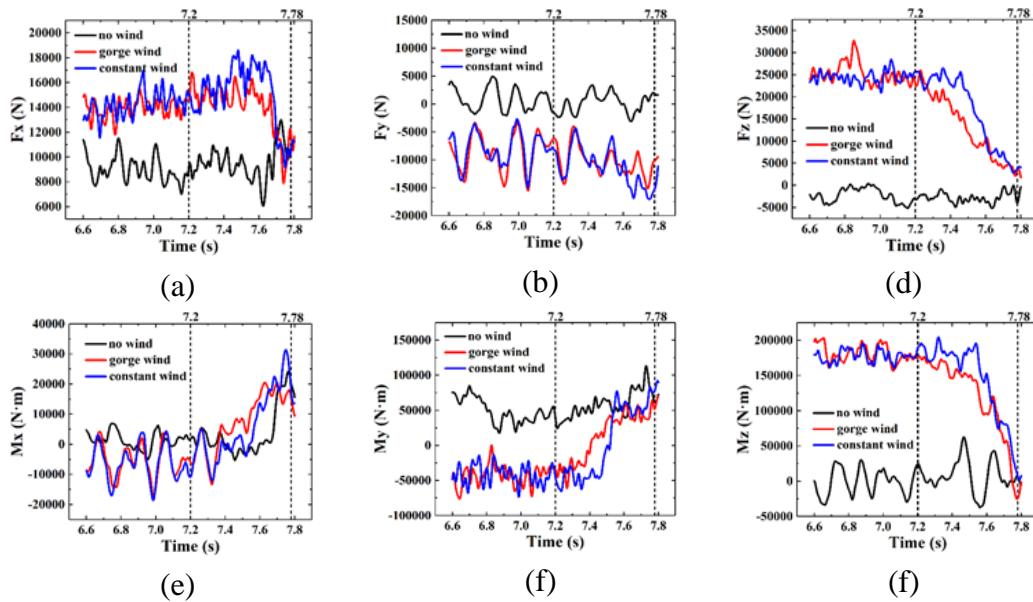 7.2 7.78
20000
18000
16000
14000
12000
10000
8000
6000
Fx (N)
no wind
gorge wind
constant wind
6.6 6.8 7.0 7.2 7.4 7.6 7.8
Time (s)
(a)
7.2 7.78
15000
10000
5000
0
-5000
-10000
-15000
-20000
Fy (N)
no wind
gorge wind
constant wind
6.6 6.8 7.0 7.2 7.4 7.6 7.8
Time (s)
(b)
7.2 7.78
35000
30000
25000
20000
15000
10000
5000
0
-5000
Fz (N)
no wind
gorge wind
constant wind
6.6 6.8 7.0 7.2 7.4 7.6 7.8
Time (s)
(d)
7.2 7.78
40000
30000
20000
10000
0
-10000
-20000
Mx (N·m)
no wind
gorge wind
constant wind
6.6 6.8 7.0 7.2 7.4 7.6 7.8
Time (s)
(e)
7.2 7.78
150000
100000
50000
0
-50000
-100000
My (N·m)
no wind
gorge wind
constant wind
6.6 6.8 7.0 7.2 7.4 7.6 7.8
Time (s)
(f)
7.2 7.78
200000
150000
100000
50000
0
-50000
Mz (N·m)
no wind
gorge wind
constant wind
6.6 6.8 7.0 7.2 7.4 7.6 7.8
Time (s)
(f)